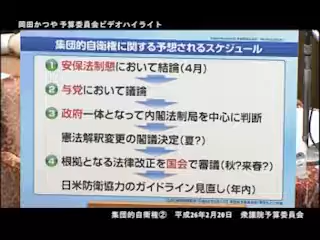 岡田かつや 予算委員会ビデオハイライト
集団的自衛権に関する予想されるスケジュール
1 安保法制懇において結論(4月)
2 与党において議論
3 政府一体となって内閣法制局を中心に判断
憲法解釈変更の閣議決定(夏?)
4 根拠となる法律改正を国会で審議(秋?来春?)
日米防衛協力のガイドライン見直し(年内)
集団的自衛権② 平成26年2月20日 衆議院予算委員会